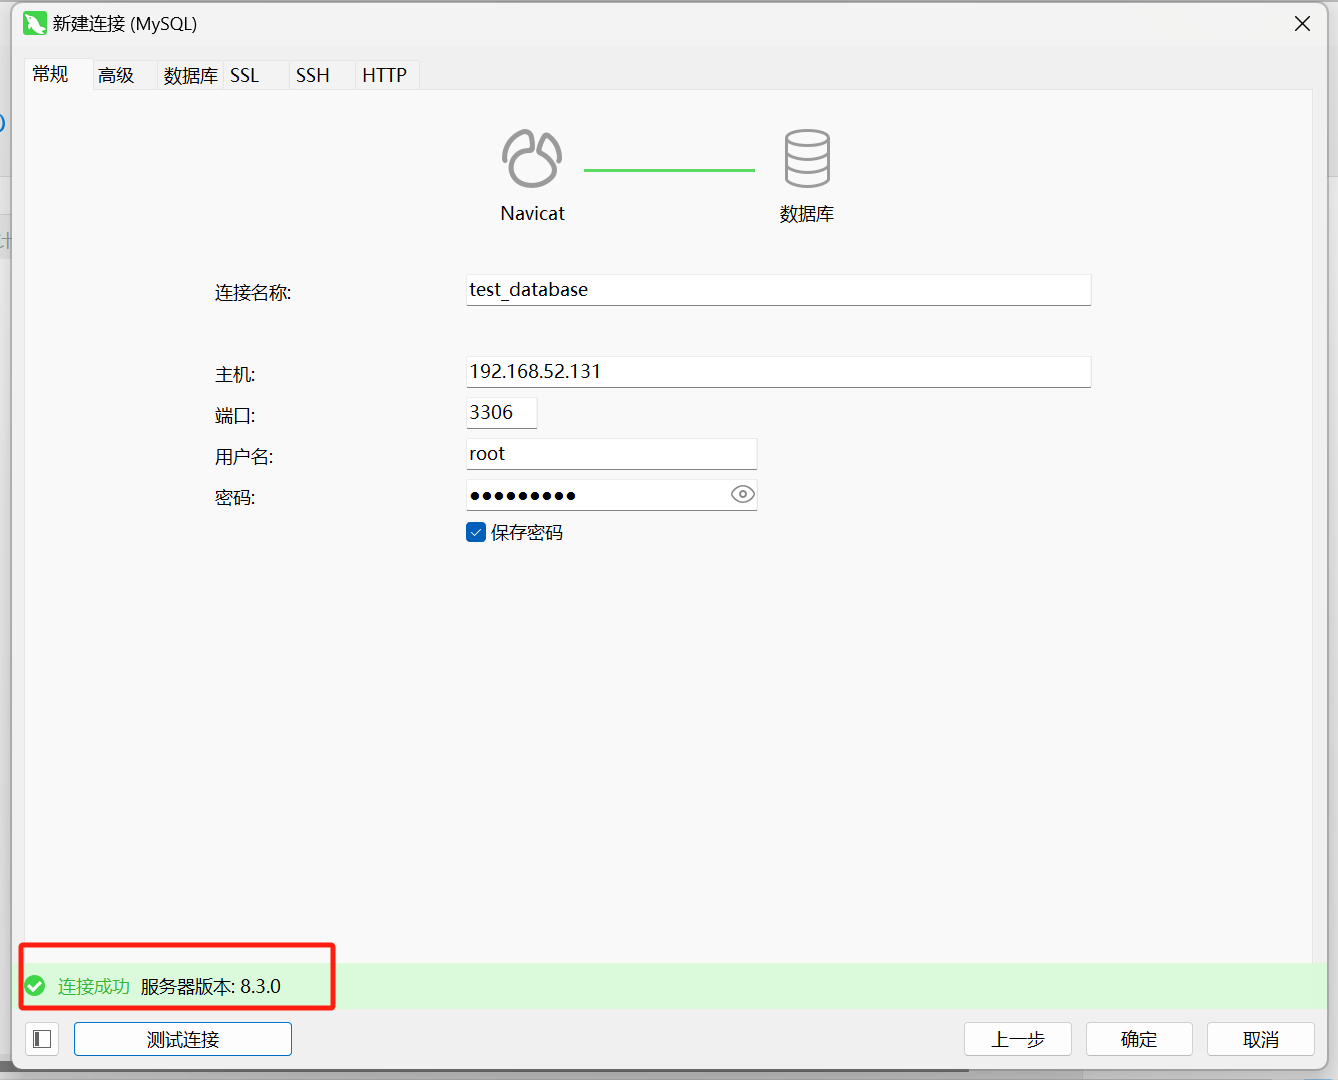 新建连接 (MySQL)
常规 高级 数据库 SSL SSH HTTP
Navicat 数据库
连接名称: test_database
主机: 192.168.52.131
端口: 3306
用户名: root
密码: ●●●●●●●●●
保存密码
连接成功 服务器版本: 8.3.0
测试连接 上一步 确定 取消